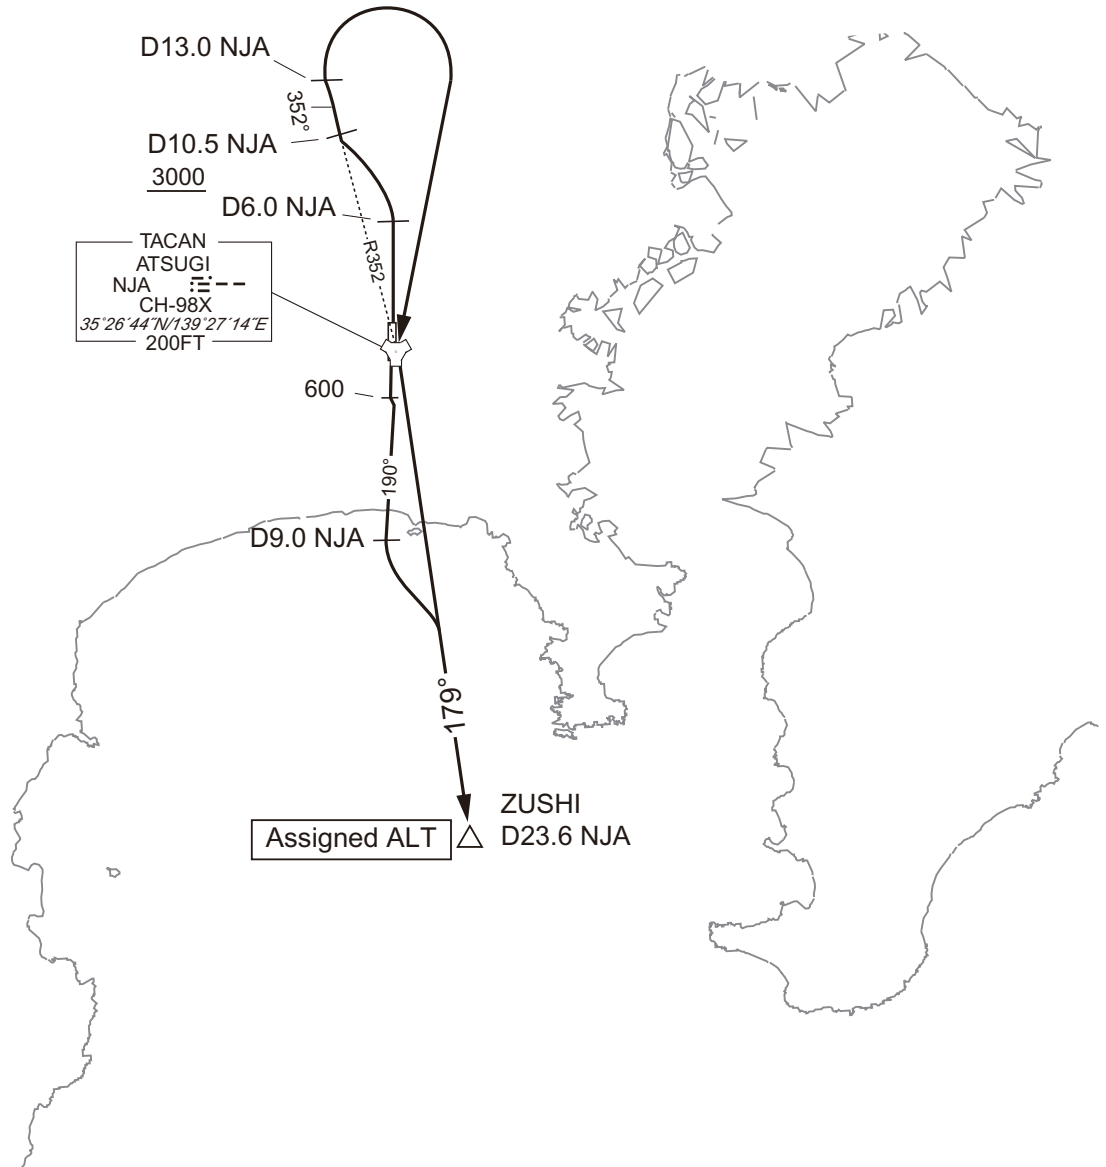 D13.0 NJA
352°
D10.5 NJA
3000
D6.0 NJA
R352
TACAN
ATSUGI
NJA
CH-98X
35°26′44″N/139°27′14″E
200FT
600
190°
D9.0 NJA
179°
ZUSHI
D23.6 NJA
Assigned ALT